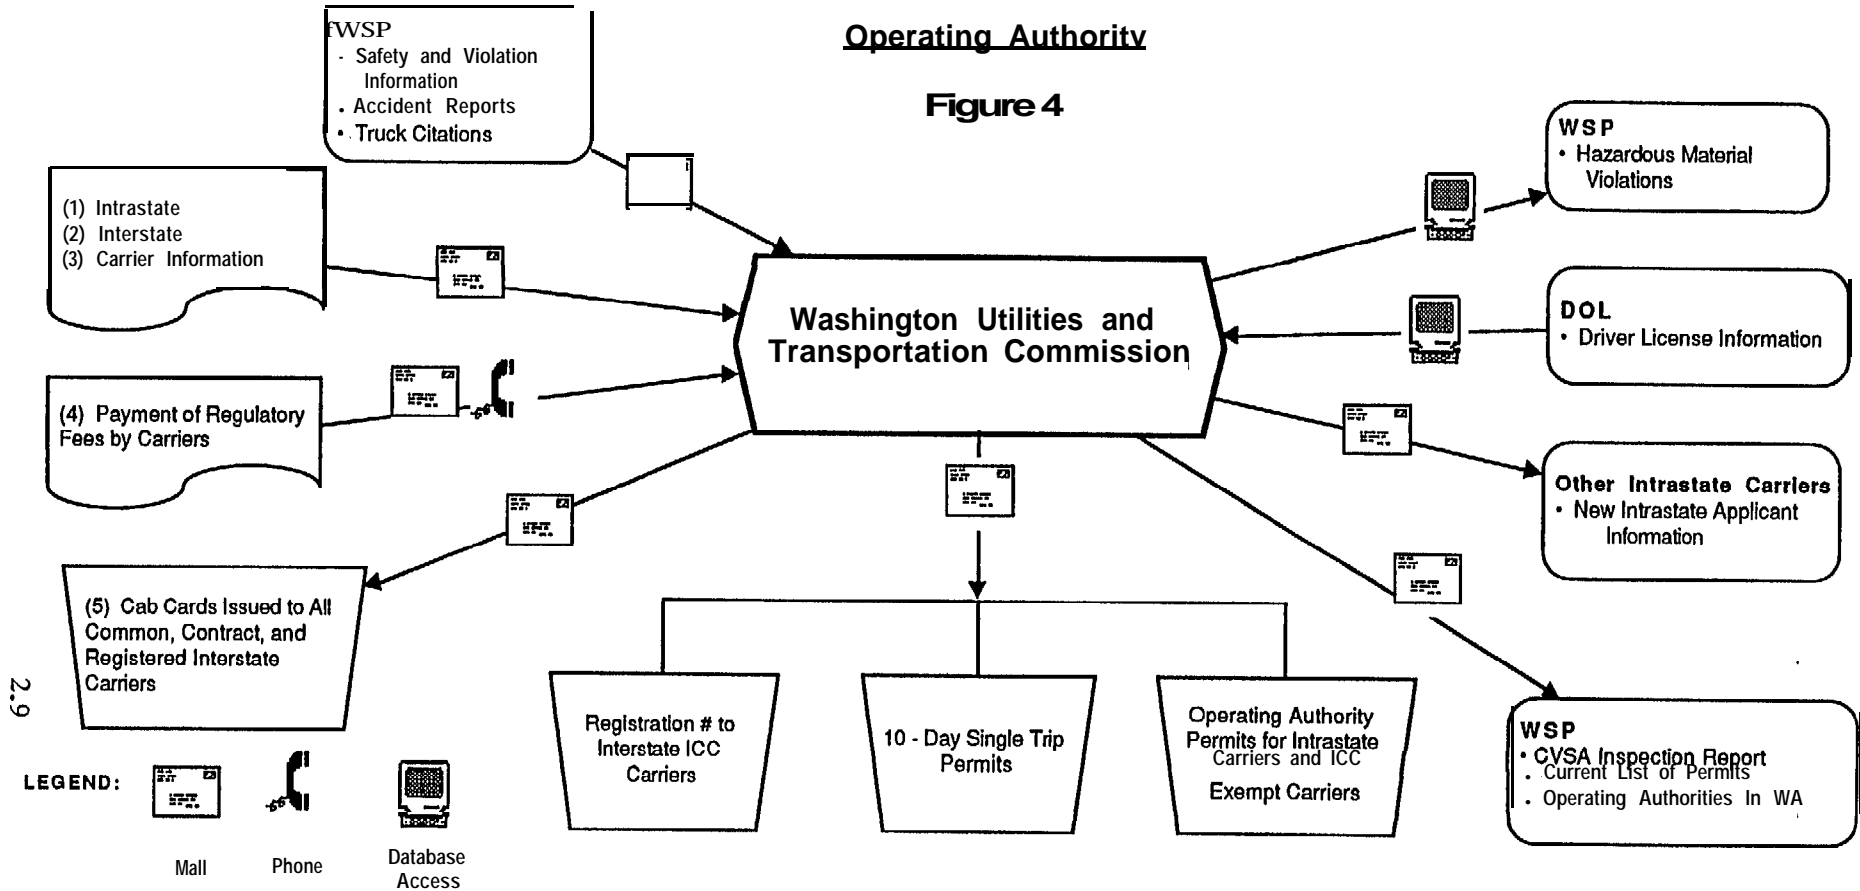 Operating Authority
Figure 4
fWSP
- Safety and Violation
Information
. Accident Reports
• Truck Citations
(1) Intrastate
(2) Interstate
(3) Carrier Information
(4) Payment of Regulatory
Fees by Carriers
(5) Cab Cards Issued to All
Common, Contract, and
Registered Interstate
Carriers
Washington Utilities and
Transportation Commission
WSP
• Hazardous Material
Violations
DOL
• Driver License Information
Other Intrastate Carriers
• New Intrastate Applicant
Information
WSP
• CVSA Inspection Report
. Current List of Permits
. Operating Authorities In WA
Registration # to
Interstate ICC
Carriers
10 - Day Single Trip
Permits
Operating Authority
Permits for Intrastate
Carriers and ICC
Exempt Carriers
2.9
LEGEND:
Mall
Phone
Database
Access